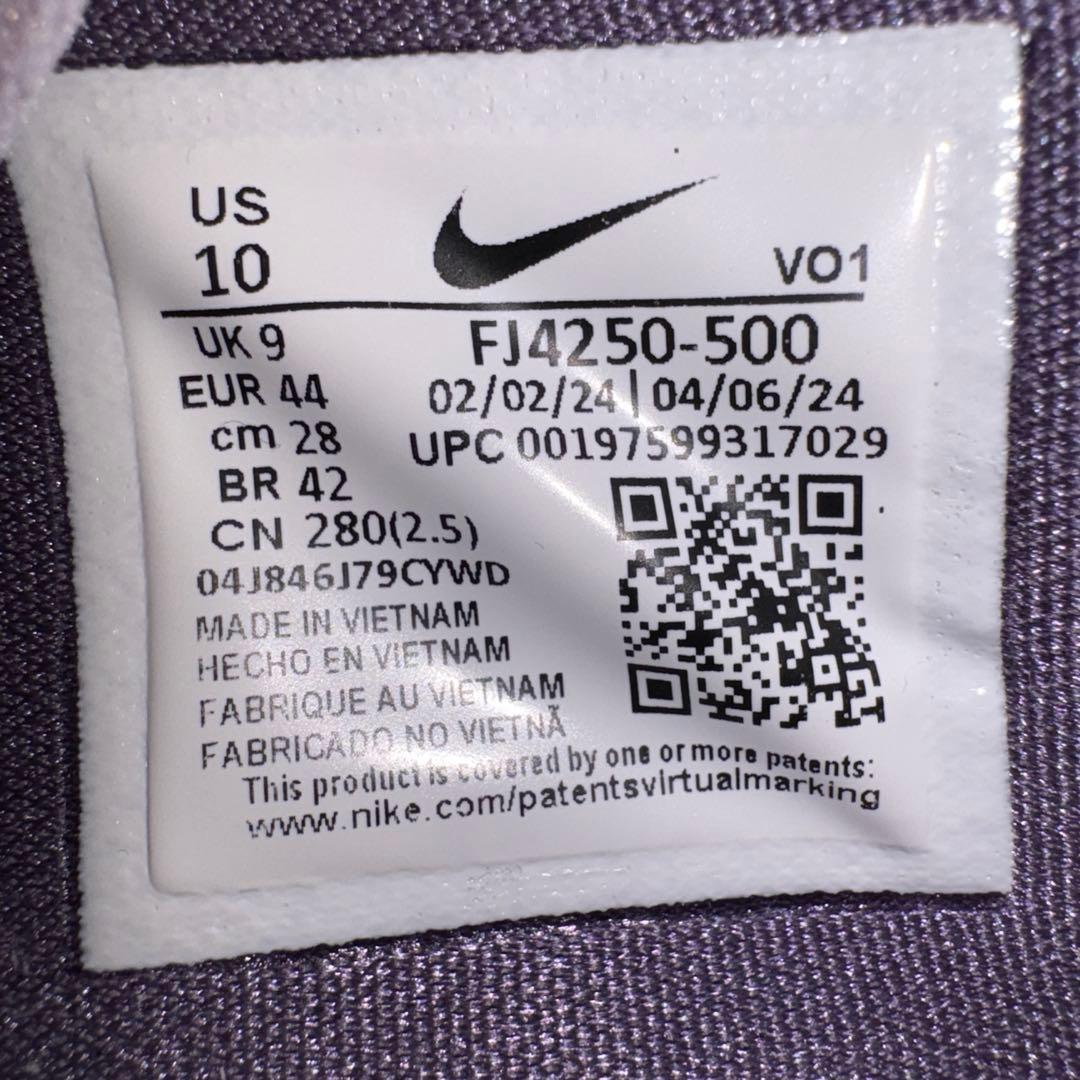 US
10
VO1
UK 9
EUR 44
cm 28
BR 42
CN 280(2.5)
FJ4250-500
02/02/24 | 04/06/24
UPC 00197599317029
04J846J79CYWD
MADE IN VIETNAM
HECHO EN VIETNAM
FABRIQUE AU VIETNAM
FABRICADO NO VIETNÃ
This product is covered by one or more patents:
www.nike.com/patentsvirtualmarking